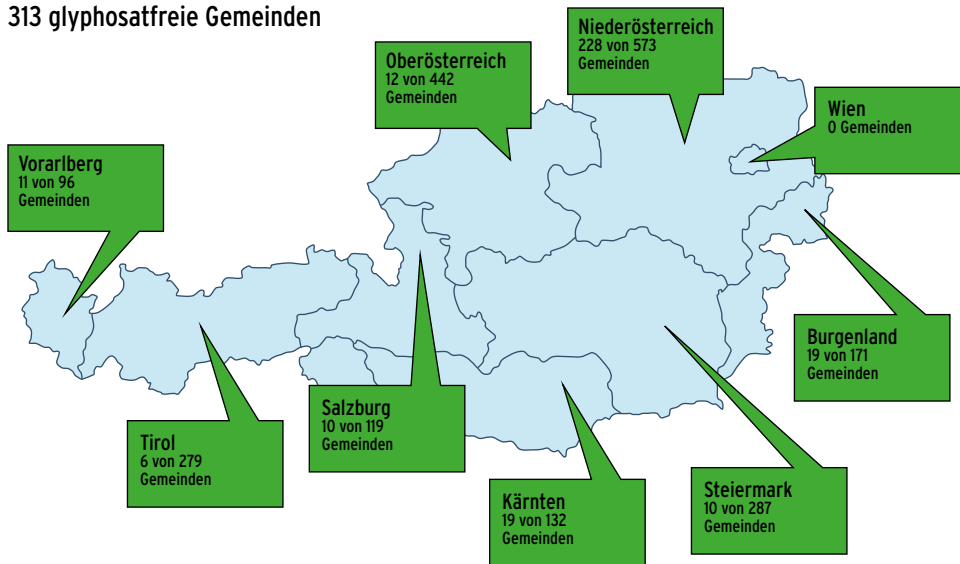 313 glyphosatfreie Gemeinden
Niederösterreich
228 von 573
Gemeinden
Oberösterreich
12 von 442
Gemeinden
Wien
0 Gemeinden
Vorarlberg
11 von 96
Gemeinden
Burgenland
19 von 171
Gemeinden
Salzburg
10 von 119
Gemeinden
Tirol
6 von 279
Gemeinden
Steiermark
10 von 287
Gemeinden
Kärnten
19 von 132
Gemeinden